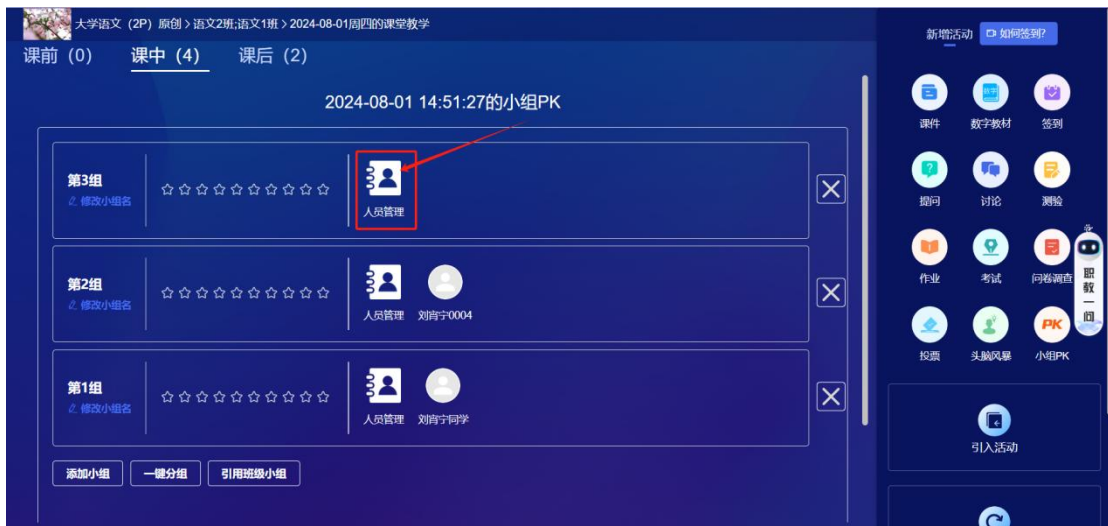 大学语文（2P）原创 > 语文2班;语文1班 > 2024-08-01周四的课堂教学
课前（0） 课中（4） 课后（2）
2024-08-01 14:51:27的小组PK
第3组
修改小组名
人员管理
第2组
修改小组名
人员管理 刘肖宁0004
第1组
修改小组名
人员管理 刘肖宁同学
添加小组 一键分组 引用班级小组
新增活动 如何签到?
数字
课件 数字教材 签到
提问 讨论 测验
作业 考试 问卷调查
PK
投票 头脑风暴 小组PK
职教一问
引入活动